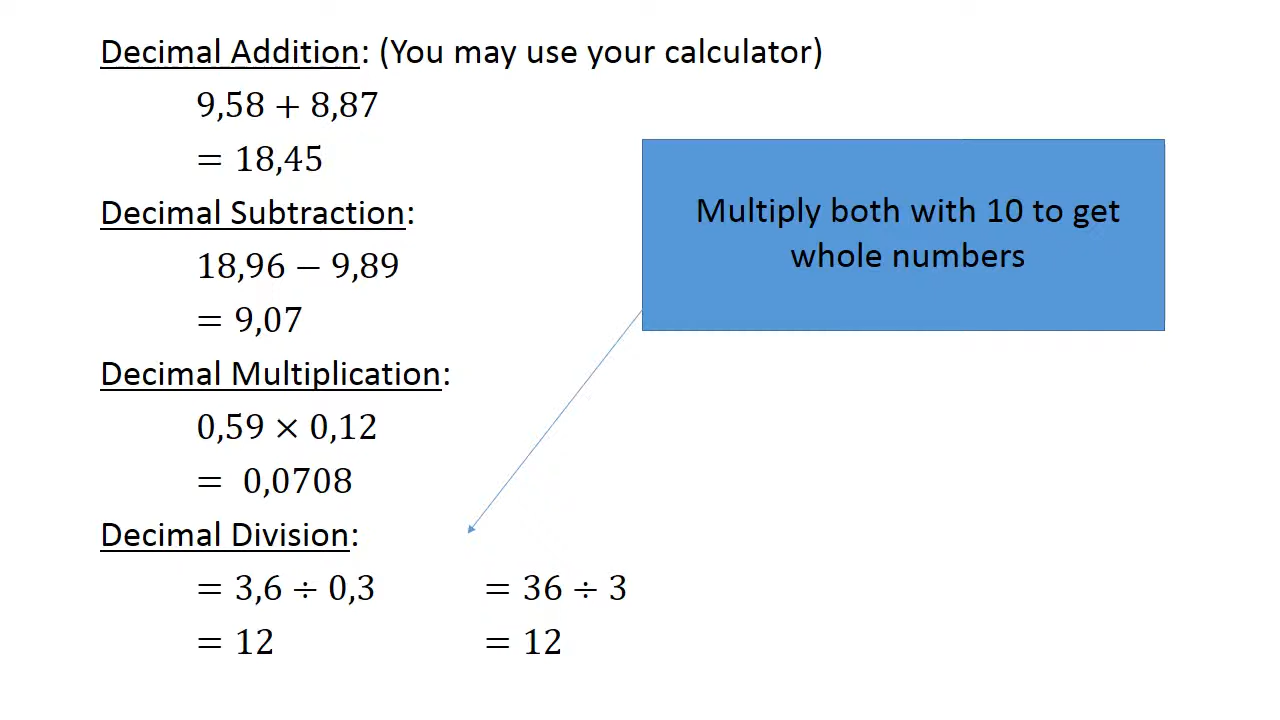 Decimal Addition: (You may use your calculator)
9,58 + 8,87
= 18,45
Decimal Subtraction:
18,96 − 9,89
= 9,07
Decimal Multiplication:
0,59 × 0,12
= 0,0708
Decimal Division:
= 3,6 ÷ 0,3
= 12
= 36 ÷ 3
= 12
Multiply both with 10 to get
whole numbers